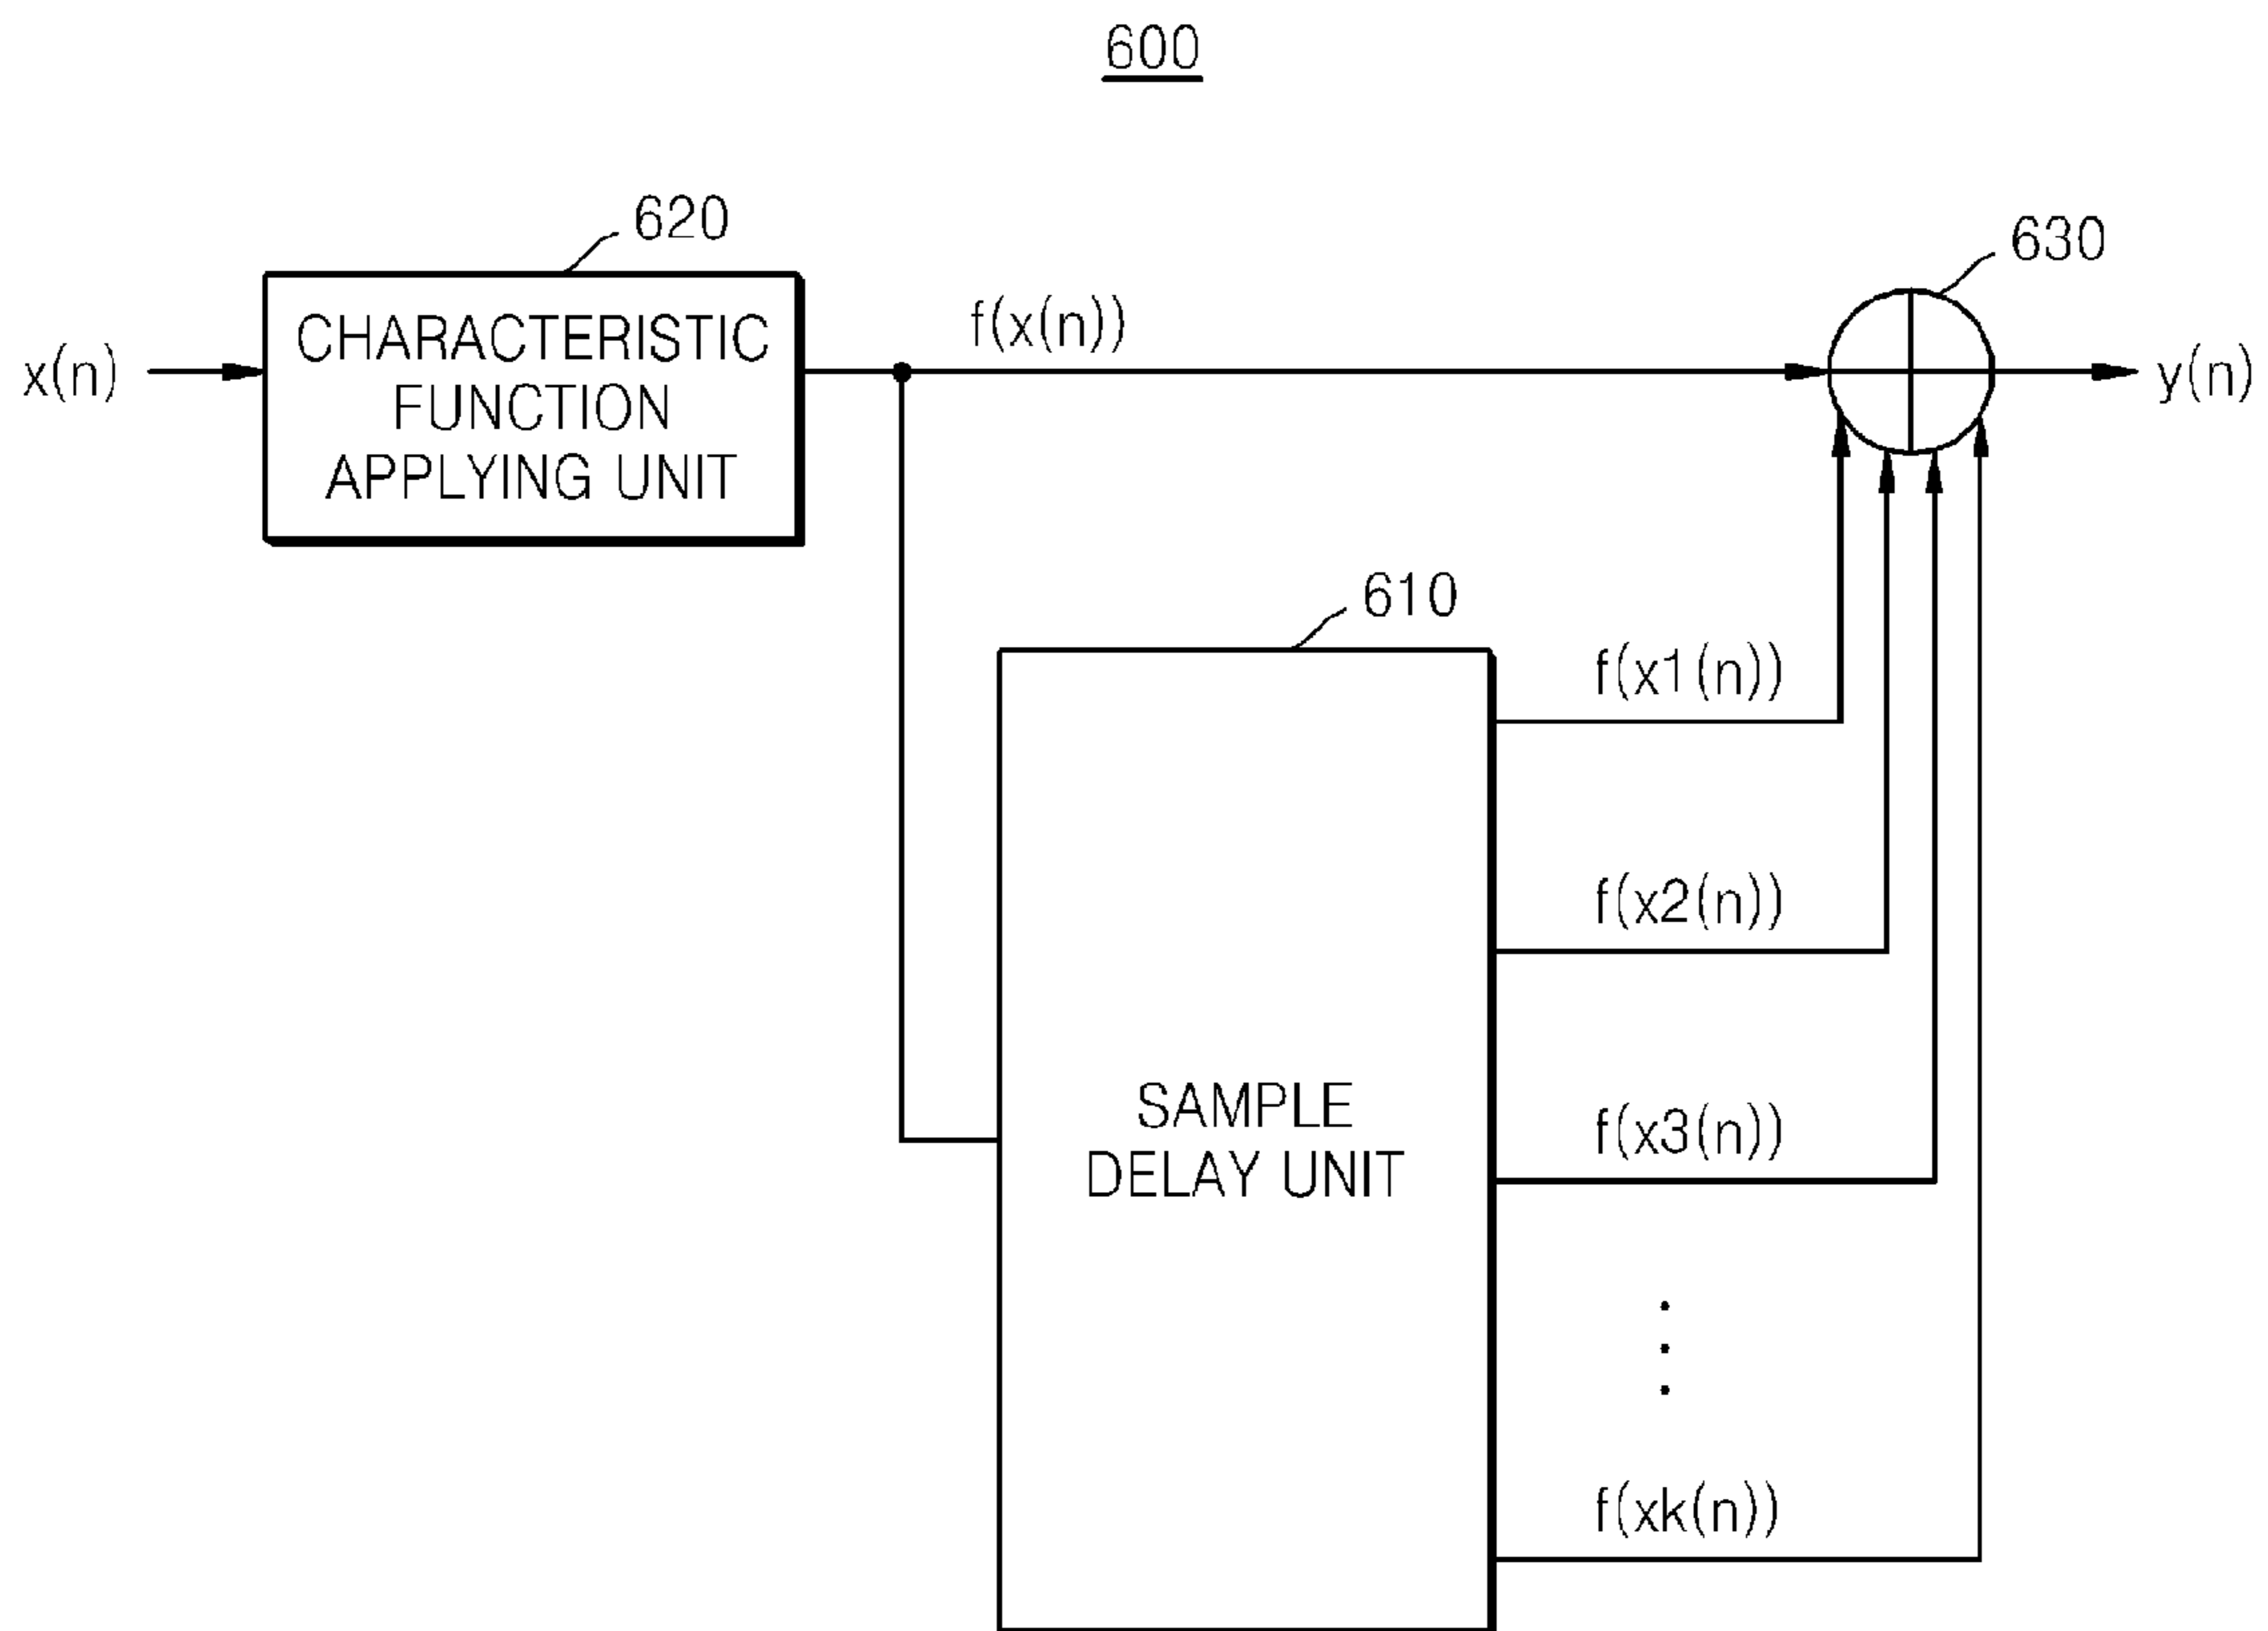 600
620
630
x(n)
CHARACTERISTIC
FUNCTION
APPLYING UNIT
f(x(n))
y(n)
610
f(x1(n))
f(x2(n))
SAMPLE
DELAY UNIT
f(x3(n))
f(xk(n))